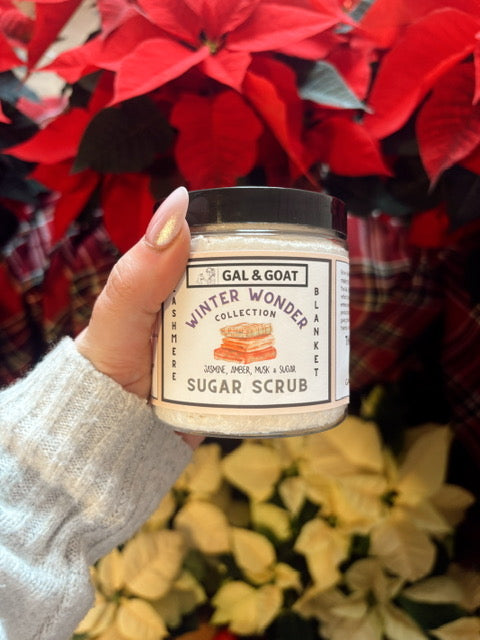 GAL & GOAT
WINTER WONDER
COLLECTION
CASHMERE
BLANKET
JASMINE, AMBER, MUSK & SUGAR
SUGAR SCRUB